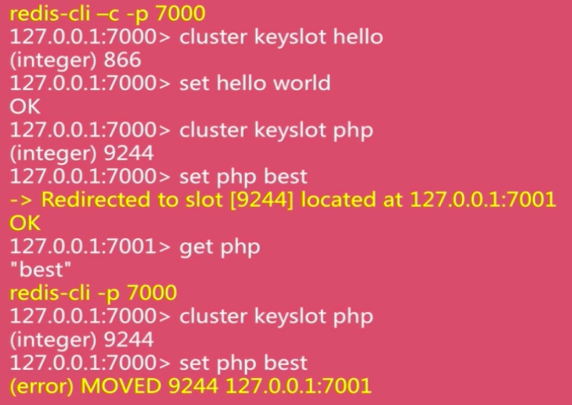 redis-cli –c -p 7000
127.0.0.1:7000> cluster keyslot hello
(integer) 866
127.0.0.1:7000> set hello world
OK
127.0.0.1:7000> cluster keyslot php
(integer) 9244
127.0.0.1:7000> set php best
-> Redirected to slot [9244] located at 127.0.0.1:7001
OK
127.0.0.1:7001> get php
"best"
redis-cli -p 7000
127.0.0.1:7000> cluster keyslot php
(integer) 9244
127.0.0.1:7000> set php best
(error) MOVED 9244 127.0.0.1:7001